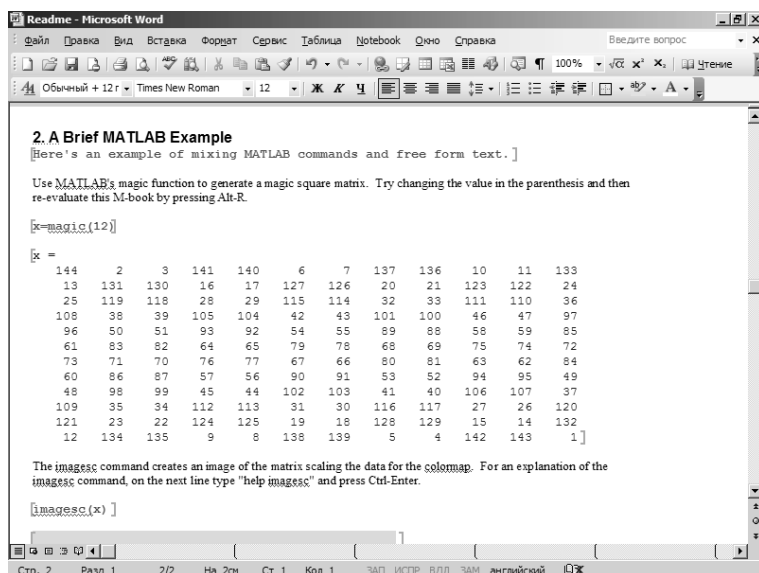 Readme - Microsoft Word
Файл Правка Вид Вставка Формат Сервис Таблица Notebook Окно Справка Введите вопрос
100% Чтение
Обычный + 12 г Times New Roman 12 Ж К Ч
2. A Brief MATLAB Example
[Here's an example of mixing MATLAB commands and free form text.]
Use MATLAB's magic function to generate a magic square matrix. Try changing the value in the parenthesis and then
re-evaluate this M-book by pressing Alt-R.
[x=magic(12)]
[x =
144 2 3 141 140 6 7 137 136 10 11 133
13 131 130 16 17 127 126 20 21 123 122 24
25 119 118 28 29 115 114 32 33 111 110 36
108 38 39 105 104 42 43 101 100 46 47 97
96 50 51 93 92 54 55 89 88 58 59 85
61 83 82 64 65 79 78 68 69 75 74 72
73 71 70 76 77 67 66 80 81 63 62 84
60 86 87 57 56 90 91 53 52 94 95 49
48 98 99 45 44 102 103 41 40 106 107 37
109 35 34 112 113 31 30 116 117 27 26 120
121 23 22 124 125 19 18 128 129 15 14 132
12 134 135 9 8 138 139 5 4 142 143 1]
The imagesc command creates an image of the matrix scaling the data for the colormap. For an explanation of the
imagesc command, on the next line type "help imagesc" and press Ctrl-Enter.
[imagesc(x) ]
Стр. 2 Разд 1 2/2 На 2см Ст 1 Кол 1 ЗАП ИСПР ВДЛ ЗАМ английский